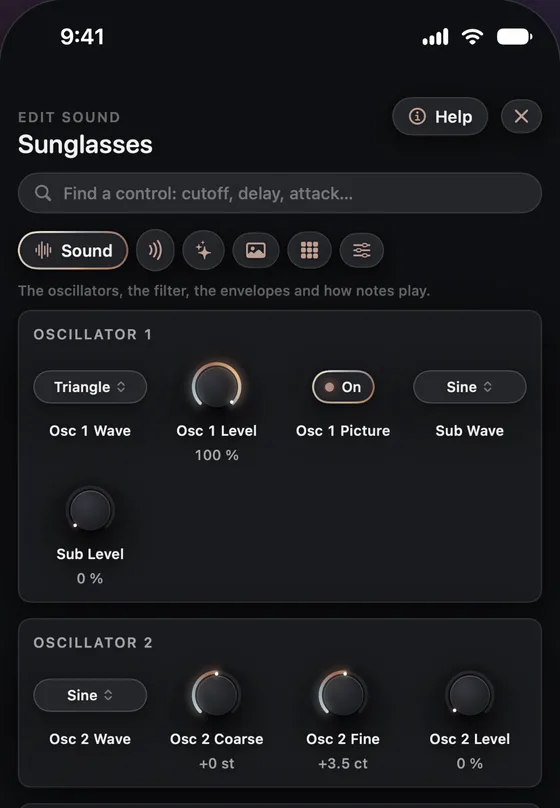 9:41
EDIT SOUND
Sunglasses
Help
Find a control: cutoff, delay, attack...
Sound
The oscillators, the filter, the envelopes and how notes play.
OSCILLATOR 1
Triangle
On
Sine
Osc 1 Wave
Osc 1 Level
Osc 1 Picture
Sub Wave
100 %
Sub Level
0 %
OSCILLATOR 2
Sine
Osc 2 Wave
Osc 2 Coarse
Osc 2 Fine
Osc 2 Level
+0 st
+3.5 ct
0 %